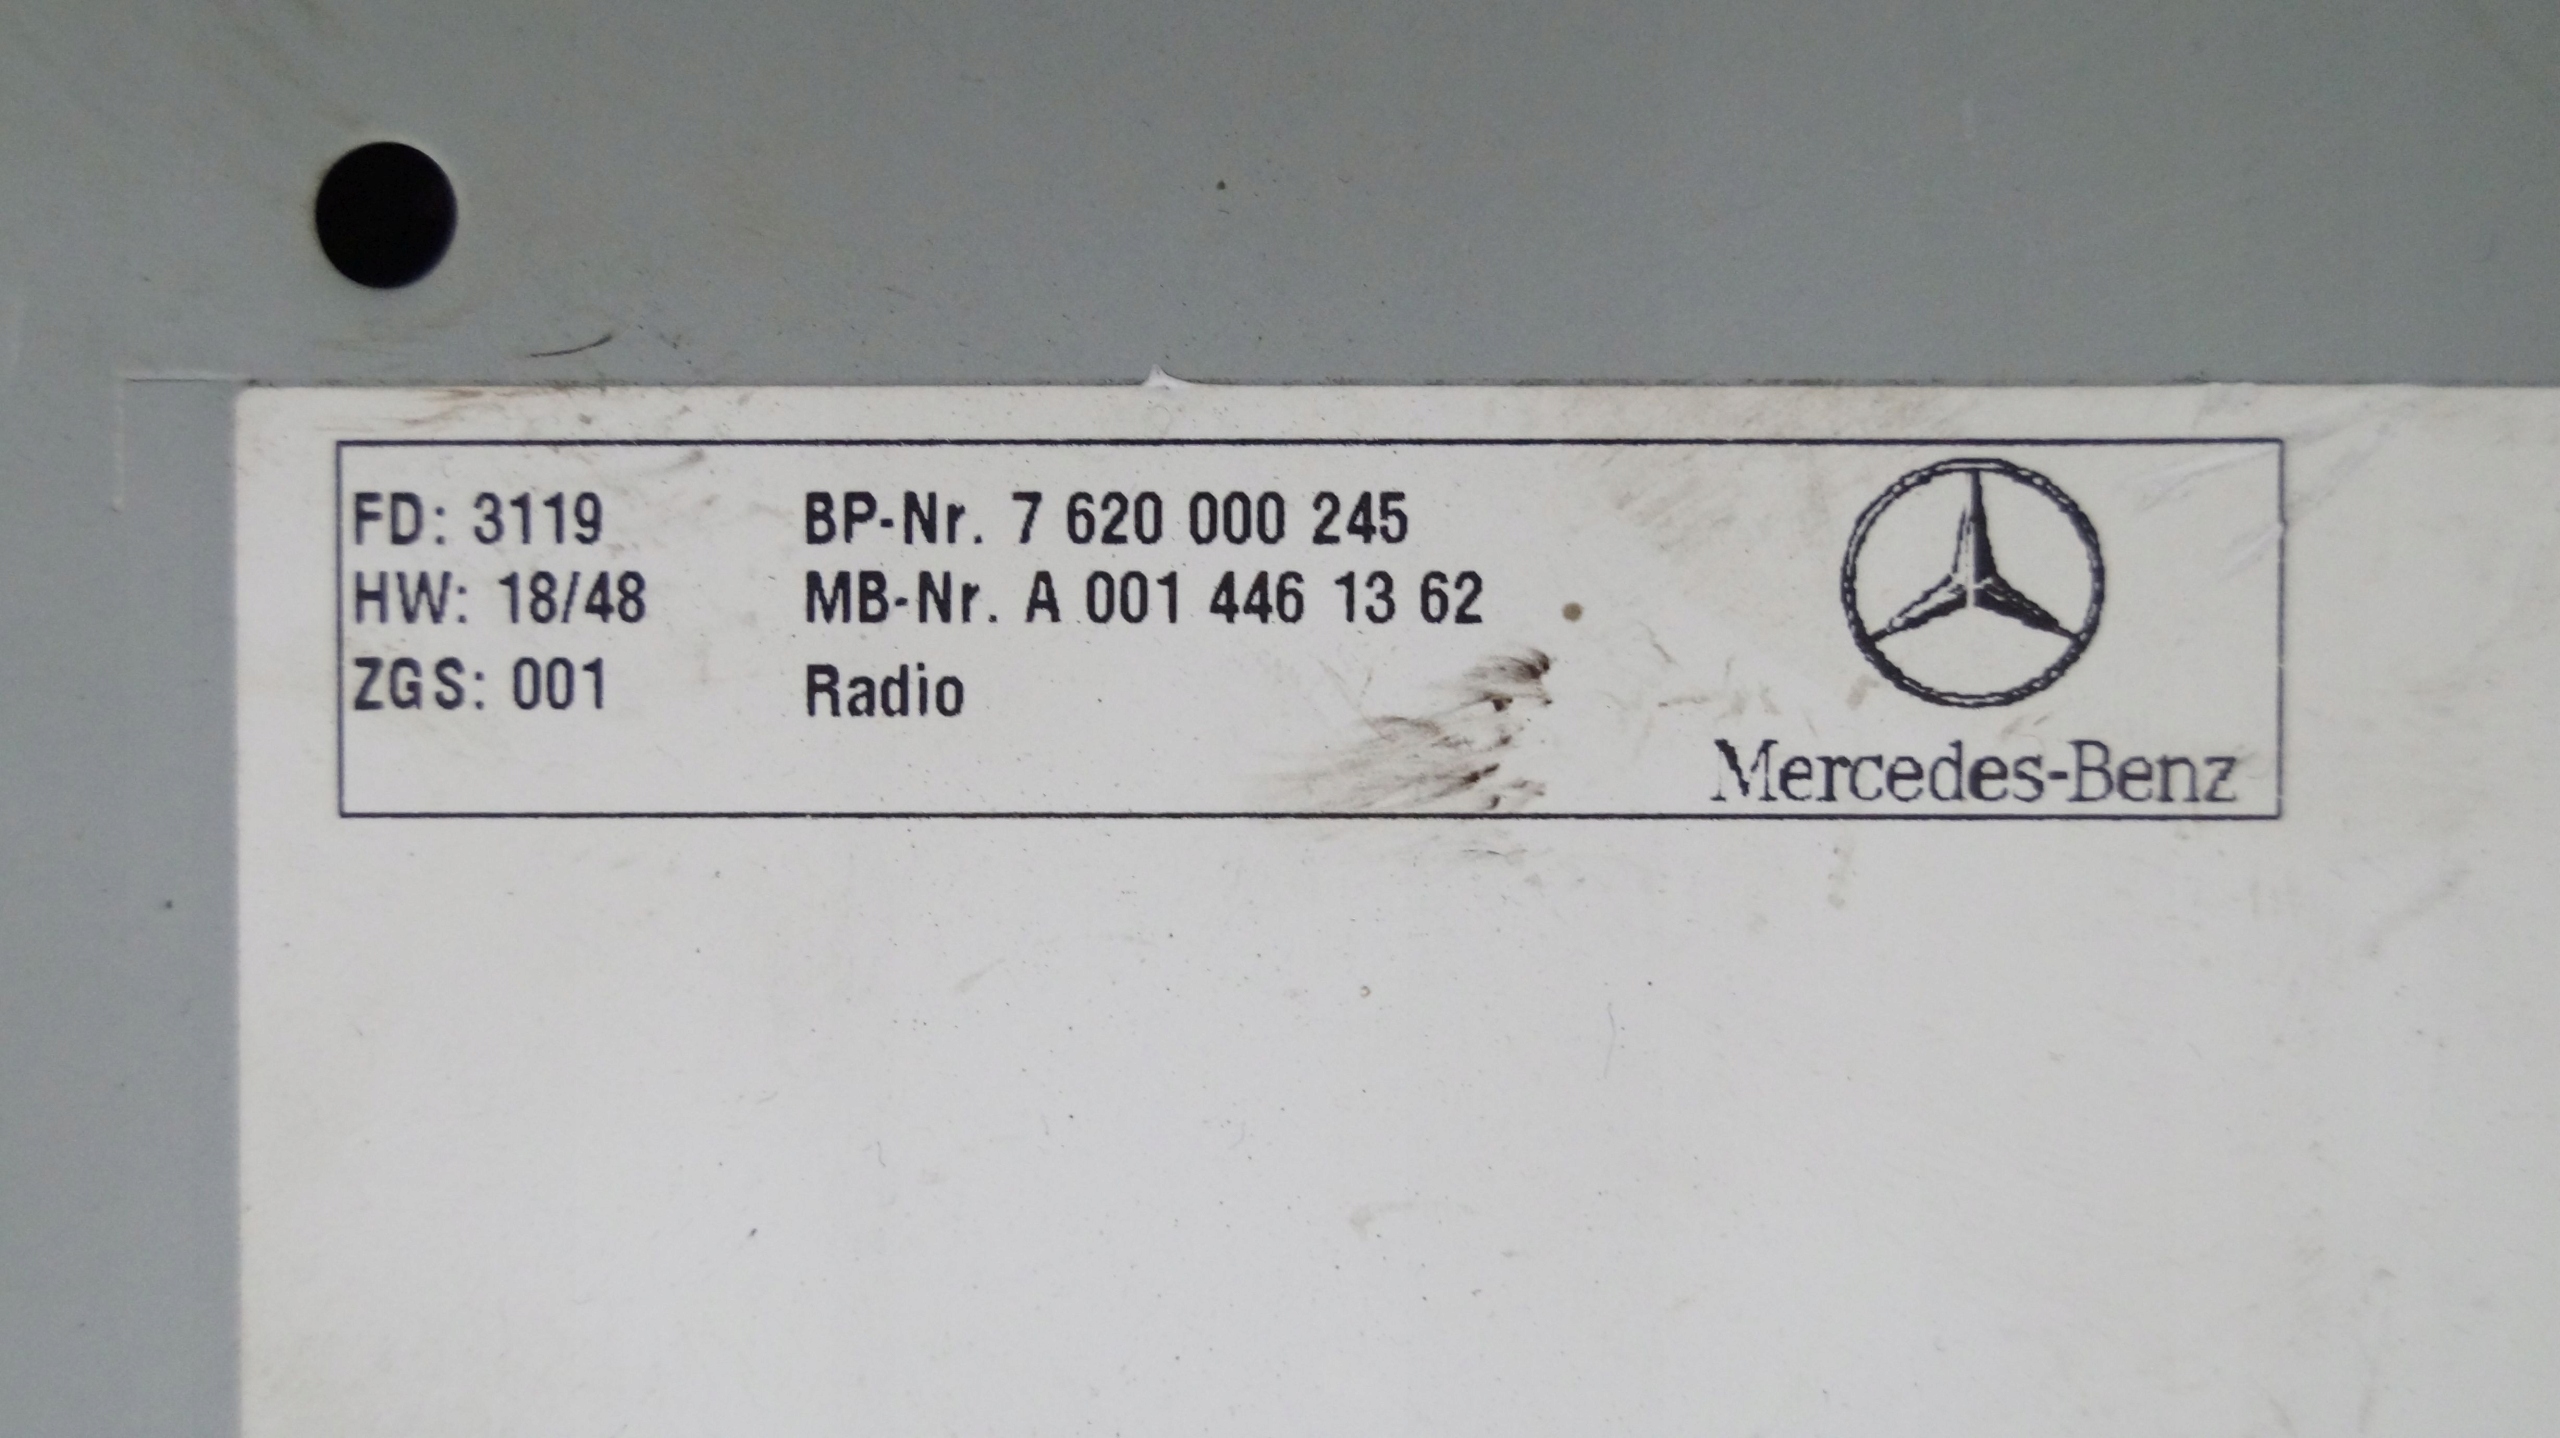 FD: 3119 BP-Nr. 7 620 000 245
HW: 18/48 MB-Nr. A 001 446 13 62
ZGS: 001 Radio
Mercedes-Benz